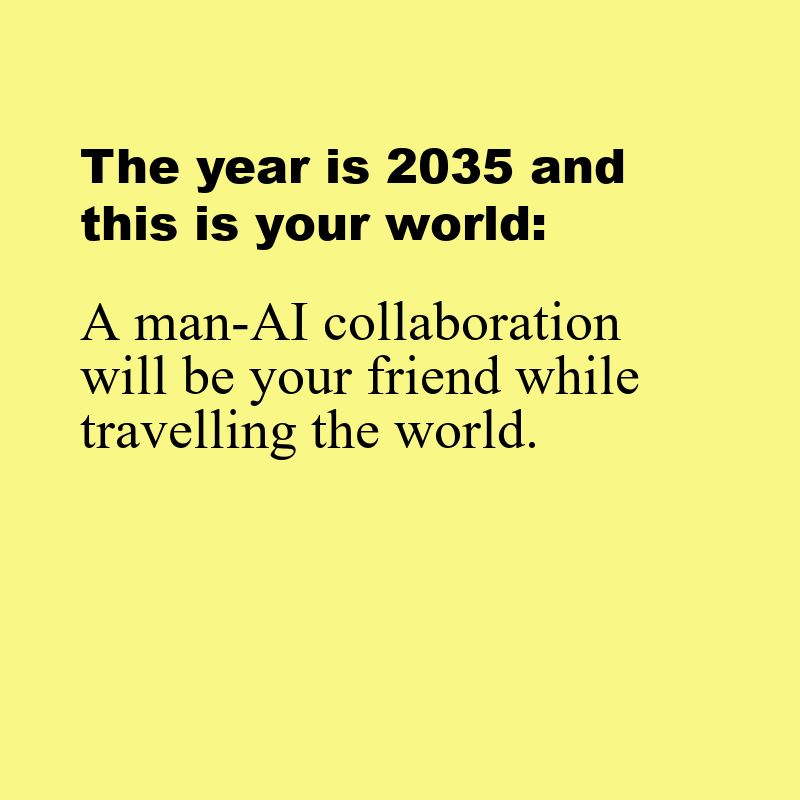 The year is 2035 and
this is your world:
A man-AI collaboration
will be your friend while
travelling the world.